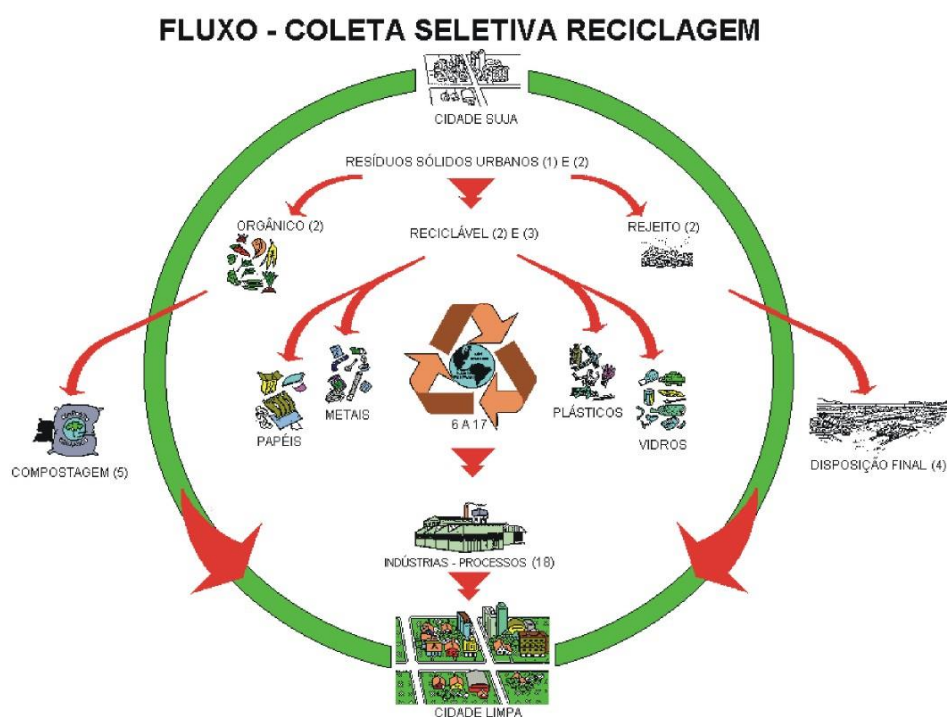 FLUXO - COLETA SELETIVA RECICLAGEM
CIDADE SUJA
RESÍDUOS SÓLIDOS URBANOS (1) E (2)
ORGÂNICO (2)
RECICLÁVEL (2) E (3)
REJEITO (2)
PAPÉIS
METAIS
6 A 17
PLÁSTICOS
VIDROS
COMPOSTAGEM (5)
DISPOSIÇÃO FINAL (4)
INDÚSTRIAS - PROCESSOS (18)
CIDADE LIMPA